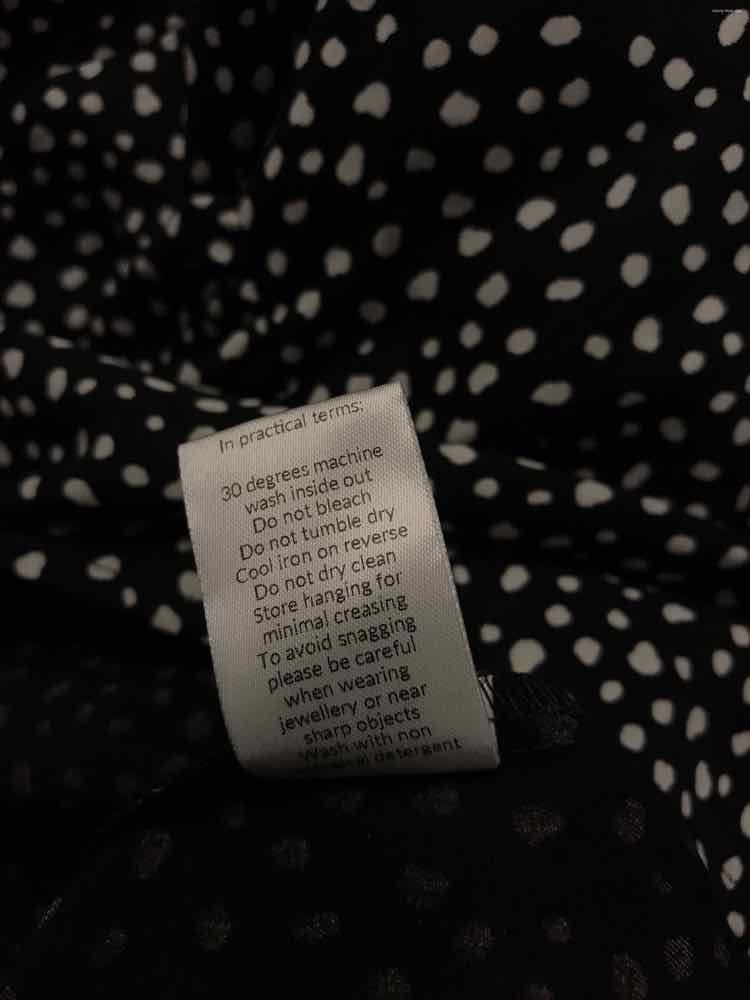 In practical terms:
30 degrees machine
wash inside out
Do not bleach
Do not tumble dry
Cool iron on reverse
Do not dry clean
Store hanging for
minimal creasing
To avoid snagging
please be careful
when wearing
jewellery or near
sharp objects
Wash with non
detergent